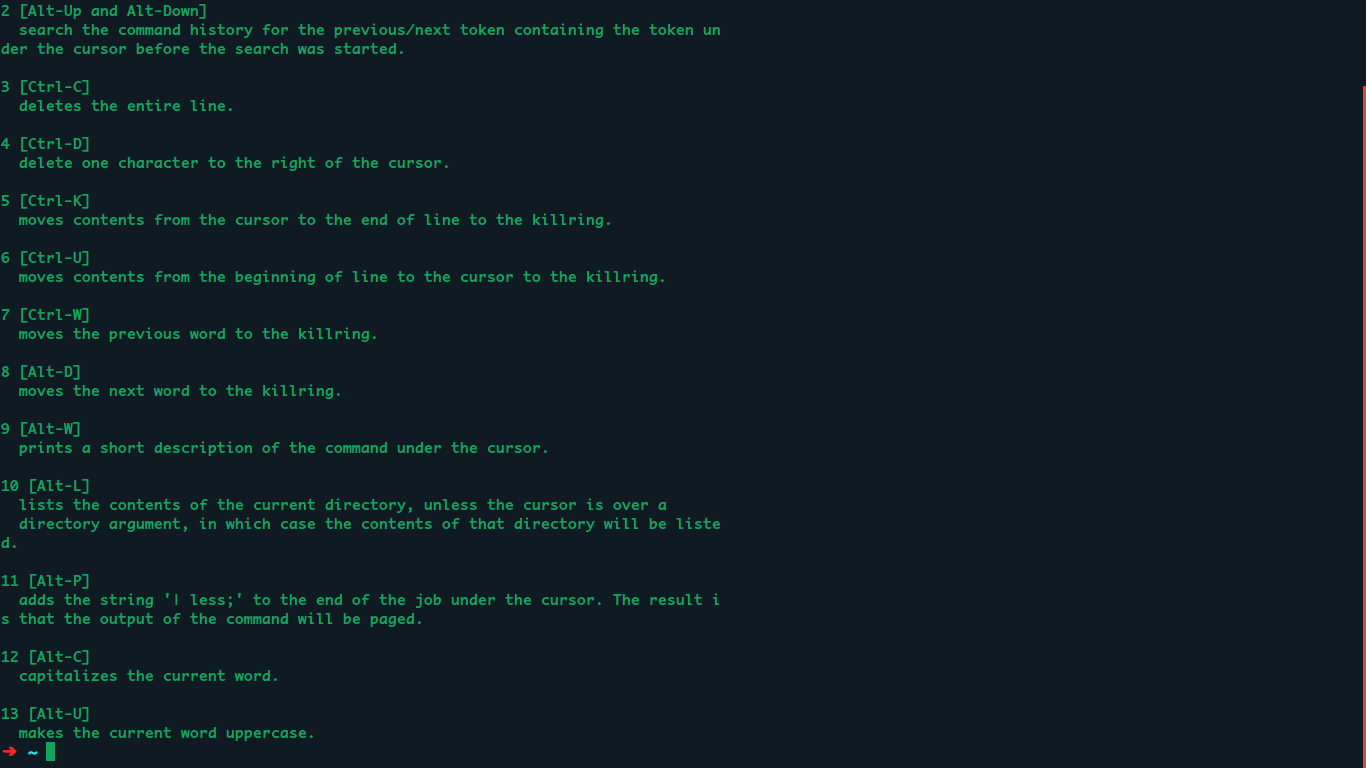 2 [Alt-Up and Alt-Down]
  search the command history for the previous/next token containing the token un
der the cursor before the search was started.

3 [Ctrl-C]
  deletes the entire line.

4 [Ctrl-D]
  delete one character to the right of the cursor.

5 [Ctrl-K]
  moves contents from the cursor to the end of line to the killring.

6 [Ctrl-U]
  moves contents from the beginning of line to the cursor to the killring.

7 [Ctrl-W]
  moves the previous word to the killring.

8 [Alt-D]
  moves the next word to the killring.

9 [Alt-W]
  prints a short description of the command under the cursor.

10 [Alt-L]
  lists the contents of the current directory, unless the cursor is over a
  directory argument, in which case the contents of that directory will be liste
d.

11 [Alt-P]
  adds the string '| less;' to the end of the job under the cursor. The result i
s that the output of the command will be paged.

12 [Alt-C]
  capitalizes the current word.

13 [Alt-U]
  makes the current word uppercase.
➜ ~